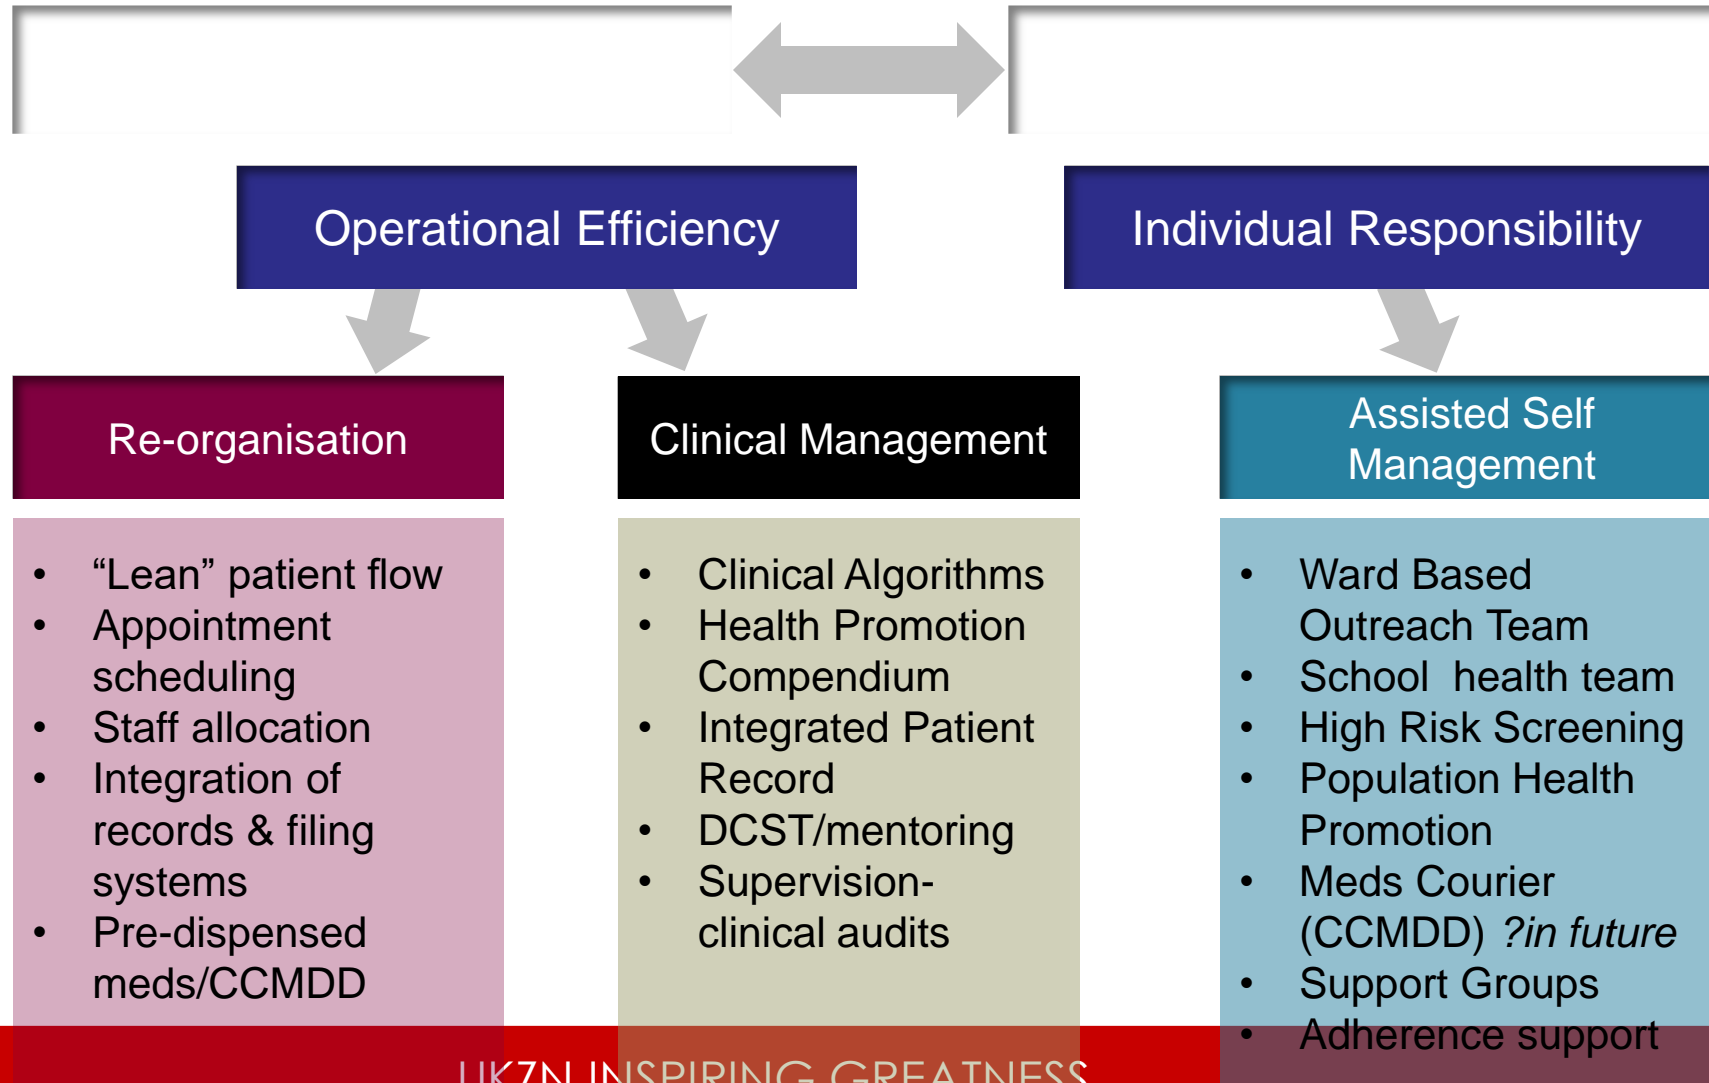 Operational Efficiency
Individual Responsibility
Re-organisation
Clinical Management
Assisted Self
Management
• “Lean” patient flow
• Appointment
scheduling
• Staff allocation
• Integration of
records & filing
systems
• Pre-dispensed
meds/CCMDD
• Clinical Algorithms
• Health Promotion
Compendium
• Integrated Patient
Record
• DCST/mentoring
• Supervision-
clinical audits
• Ward Based
Outreach Team
• School  health team
• High Risk Screening
• Population Health
Promotion
• Meds Courier
(CCMDD) ?in future
• Support Groups
• Adherence support
UKZN INSPIRING GREATNESS